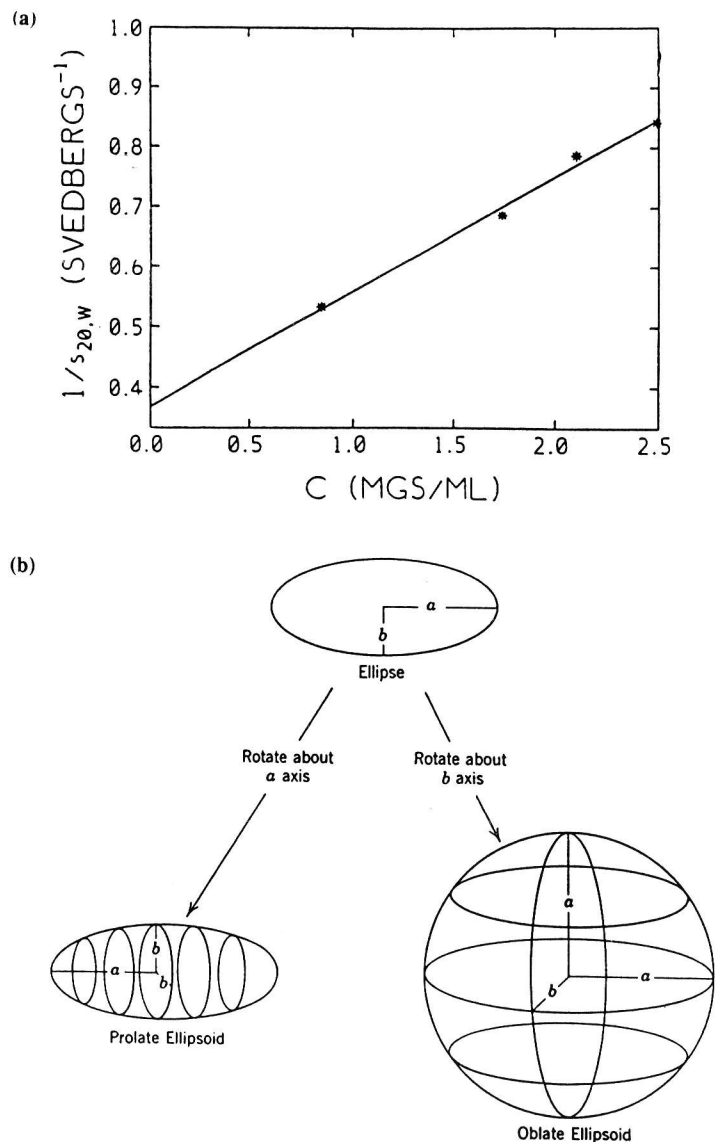 (a)
1.0
0.9
0.8
0.7
0.6
0.5
0.4
1/s20,W (SVEDBERGS⁻¹)
0.0 0.5 1.0 1.5 2.0 2.5
C (MGS/ML)
(b)
a
b
Ellipse
Rotate about
a axis
Rotate about
b axis
b
a
b
Prolate Ellipsoid
a
a
b
Oblate Ellipsoid